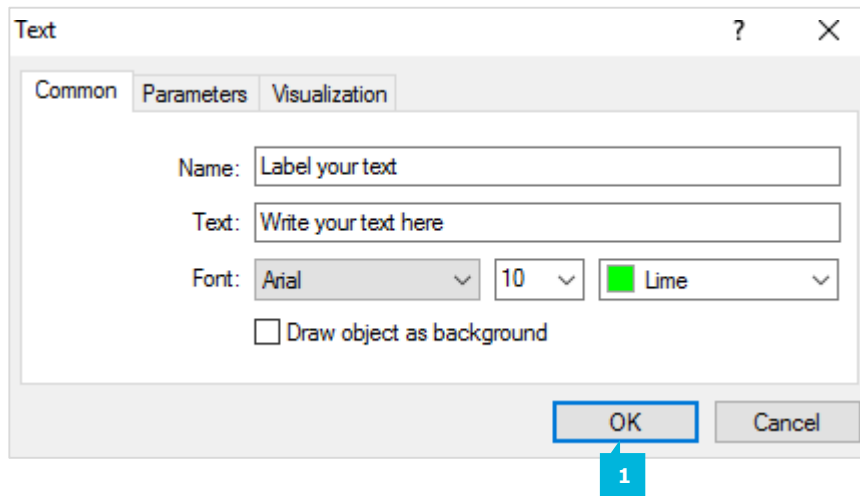 Text ?
Common Parameters Visualization
Name: Label your text
Text: Write your text here
Font: Arial 10 Lime
Draw object as background
OK Cancel
1